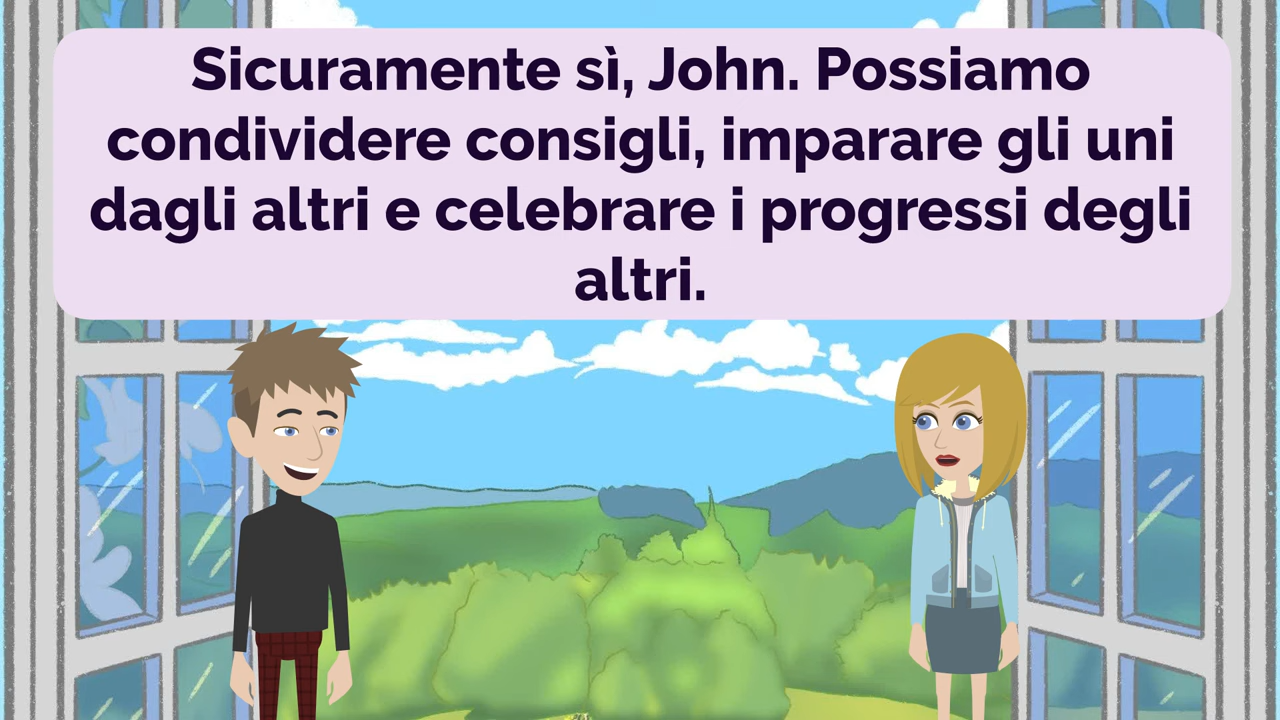 Sicuramente sì, John. Possiamo
condividere consigli, imparare gli uni
dagli altri e celebrare i progressi degli
altri.